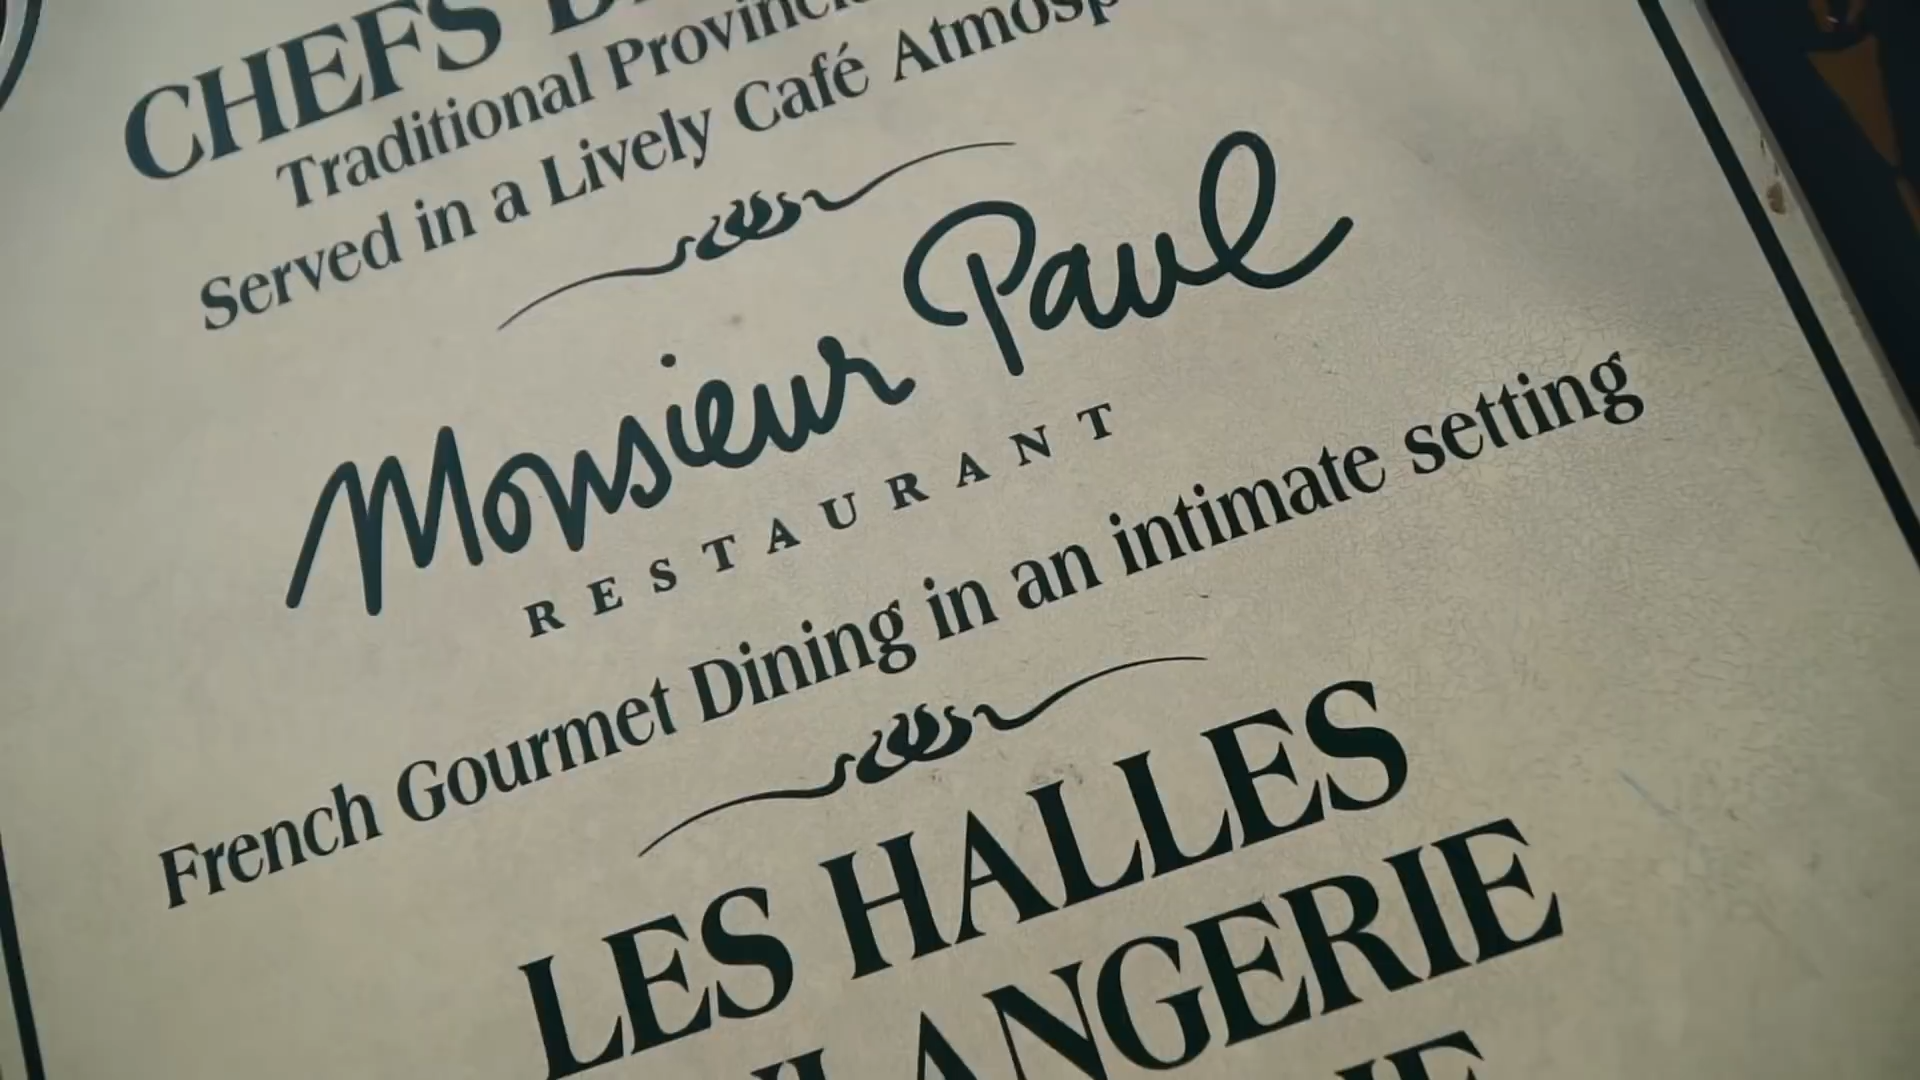 CHEFS
Traditional
Served in a Lively Café
Monsieur Paul
RESTAURANT
French Gourmet Dining in an intimate setting
LES HALLES